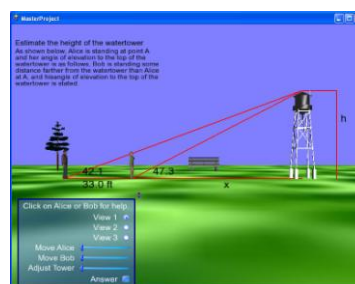 MasterProject
Estimate the height of the watertower
As shown below, Alice is standing at point A
and her angle of elevation to the top of the
watertower is as follows. Bob is standing some
distance farther from the watertower than Alice
at A, and his angle of elevation to the top of the
watertower is stated.
h
42.1
47.3
33.0 ft
x
Click on Alice or Bob for help.
View 1
View 2
View 3
Move Alice
Move Bob
Adjust Tower
Answer